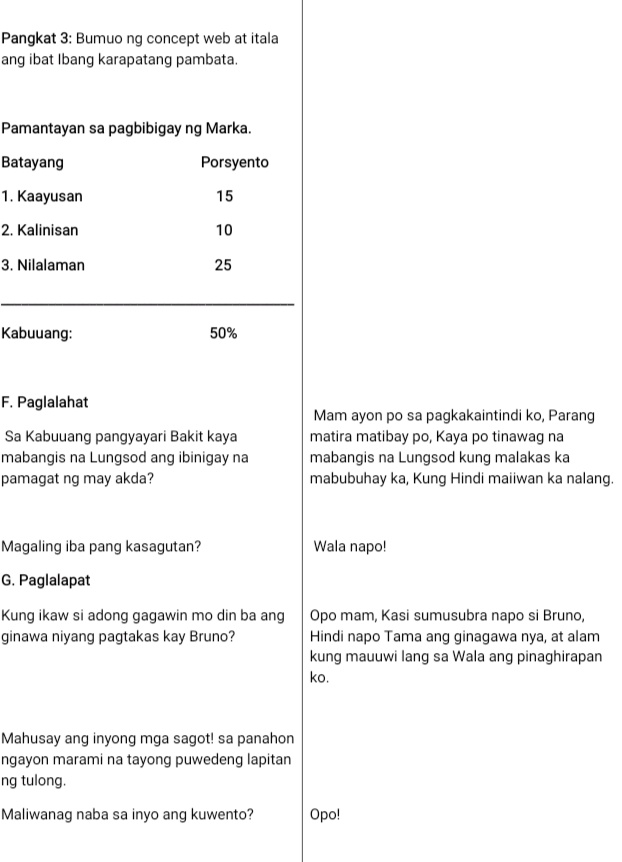 Pangkat 3: Bumuo ng concept web at itala
ang ibat Ibang karapatang pambata.
Pamantayan sa pagbibigay ng Marka.
Batayang Porsyento
1. Kaayusan 15
2. Kalinisan 10
3. Nilalaman 25
Kabuuang: 50%
F. Paglalahat
Sa Kabuuang pangyayari Bakit kaya
mabangis na Lungsod ang ibinigay na
pamagat ng may akda?
Mam ayon po sa pagkakaintindi ko, Parang
matira matibay po, Kaya po tinawag na
mabangis na Lungsod kung malakas ka
mabubuhay ka, Kung Hindi maiiwan ka nalang.
Magaling iba pang kasagutan?
Wala napo!
G. Paglalapat
Kung ikaw si adong gagawin mo din ba ang
ginawa niyang pagtakas kay Bruno?
Opo mam, Kasi sumusubra napo si Bruno,
Hindi napo Tama ang ginagawa nya, at alam
kung mauuwi lang sa Wala ang pinaghirapan
ko.
Mahusay ang inyong mga sagot! sa panahon
ngayon marami na tayong puwedeng lapitan
ng tulong.
Maliwanag naba sa inyo ang kuwento?
Opo!